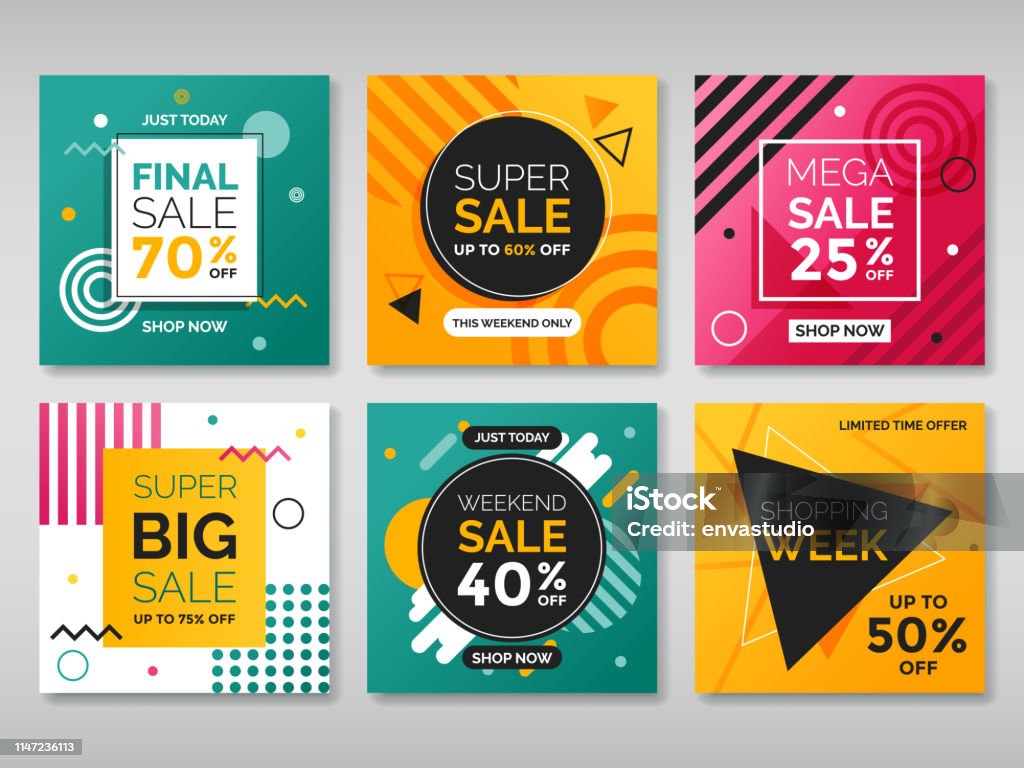 JUST TODAY
FINAL
SALE
70% OFF
SHOP NOW
SUPER
SALE
UP TO 60% OFF
THIS WEEKEND ONLY
MEGA
SALE
25% OFF
SHOP NOW
SUPER
BIG
SALE
UP TO 75% OFF
JUST TODAY
WEEKEND
SALE
40% OFF
SHOP NOW
LIMITED TIME OFFER
SHOPPING
WEEK
UP TO
50%
OFF
iStock™
Credit: envastudio
1147236113